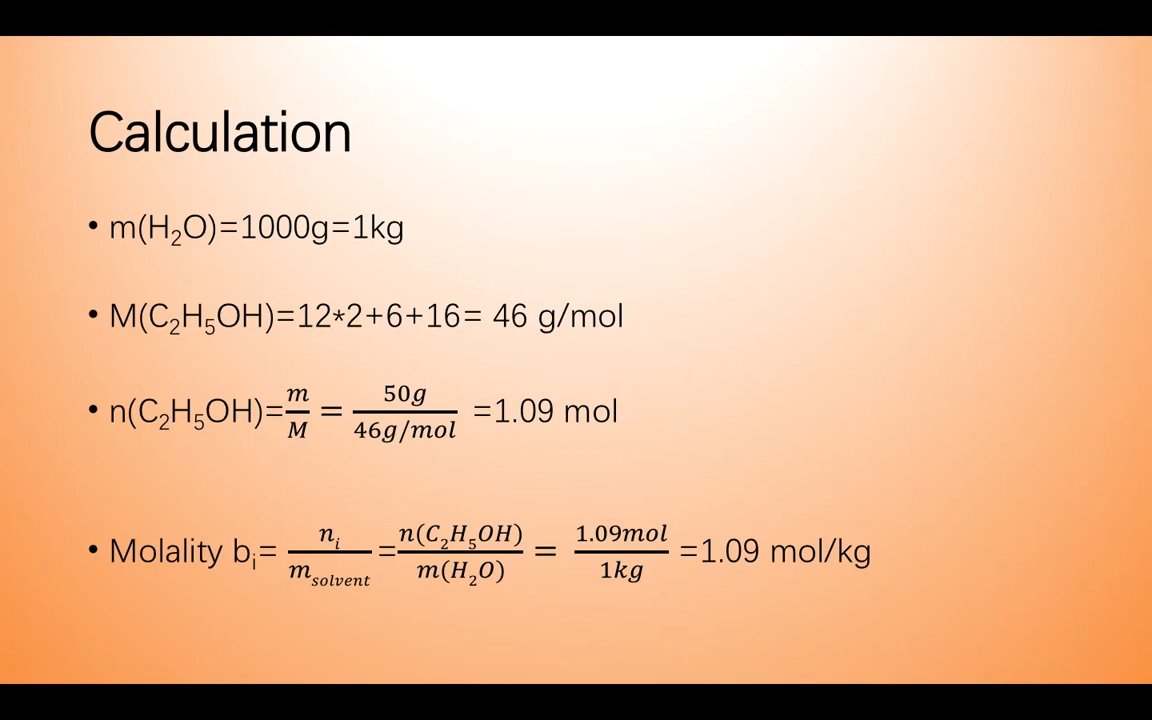 Calculation
• m(H₂O)=1000g=1kg
• M(C₂H₅OH)=12*2+6+16= 46 g/mol
• n(C₂H₅OH)=m/M = 50g/46g/mol =1.09 mol
• Molality bᵢ= nᵢ/m_solvent =n(C₂H₅OH)/m(H₂O) = 1.09mol/1kg =1.09 mol/kg